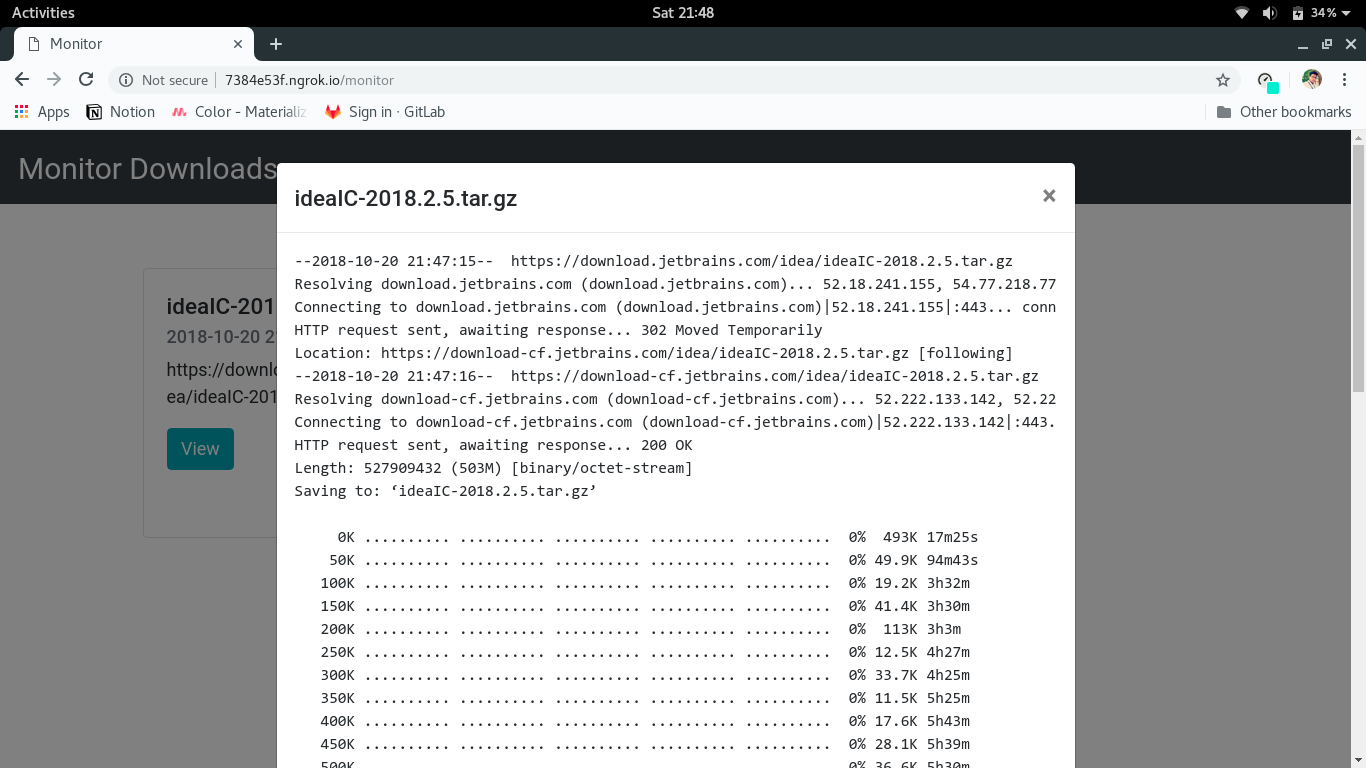 Activities
Sat 21:48
34%
Monitor
Not secure
7384e53f.ngrok.io/monitor
Apps
Notion
Color - Materializ
Sign in · GitLab
Other bookmarks
Monitor Downloads
ideaIC-2018.2.5.tar.gz
×
ideaIC-201
2018-10-20 2
https://downlo
ea/ideaIC-201
View
--2018-10-20 21:47:15--  https://download.jetbrains.com/idea/ideaIC-2018.2.5.tar.gz
Resolving download.jetbrains.com (download.jetbrains.com)... 52.18.241.155, 54.77.218.77
Connecting to download.jetbrains.com (download.jetbrains.com)|52.18.241.155|:443... conn
HTTP request sent, awaiting response... 302 Moved Temporarily
Location: https://download-cf.jetbrains.com/idea/ideaIC-2018.2.5.tar.gz [following]
--2018-10-20 21:47:16--  https://download-cf.jetbrains.com/idea/ideaIC-2018.2.5.tar.gz
Resolving download-cf.jetbrains.com (download-cf.jetbrains.com)... 52.222.133.142, 52.22
Connecting to download-cf.jetbrains.com (download-cf.jetbrains.com)|52.222.133.142|:443.
HTTP request sent, awaiting response... 200 OK
Length: 527909432 (503M) [binary/octet-stream]
Saving to: ‘ideaIC-2018.2.5.tar.gz’
0K .......... .......... .......... .......... ..........  0%  493K 17m25s
50K .......... .......... .......... .......... ..........  0% 49.9K 94m43s
100K .......... .......... .......... .......... ..........  0% 19.2K 3h32m
150K .......... .......... .......... .......... ..........  0% 41.4K 3h30m
200K .......... .......... .......... .......... ..........  0%  113K 3h3m
250K .......... .......... .......... .......... ..........  0% 12.5K 4h27m
300K .......... .......... .......... .......... ..........  0% 33.7K 4h25m
350K .......... .......... .......... .......... ..........  0% 11.5K 5h25m
400K .......... .......... .......... .......... ..........  0% 17.6K 5h43m
450K .......... .......... .......... .......... ..........  0% 28.1K 5h39m
500K .......... .......... .......... .......... ..........  0% 36.6K 5h30m